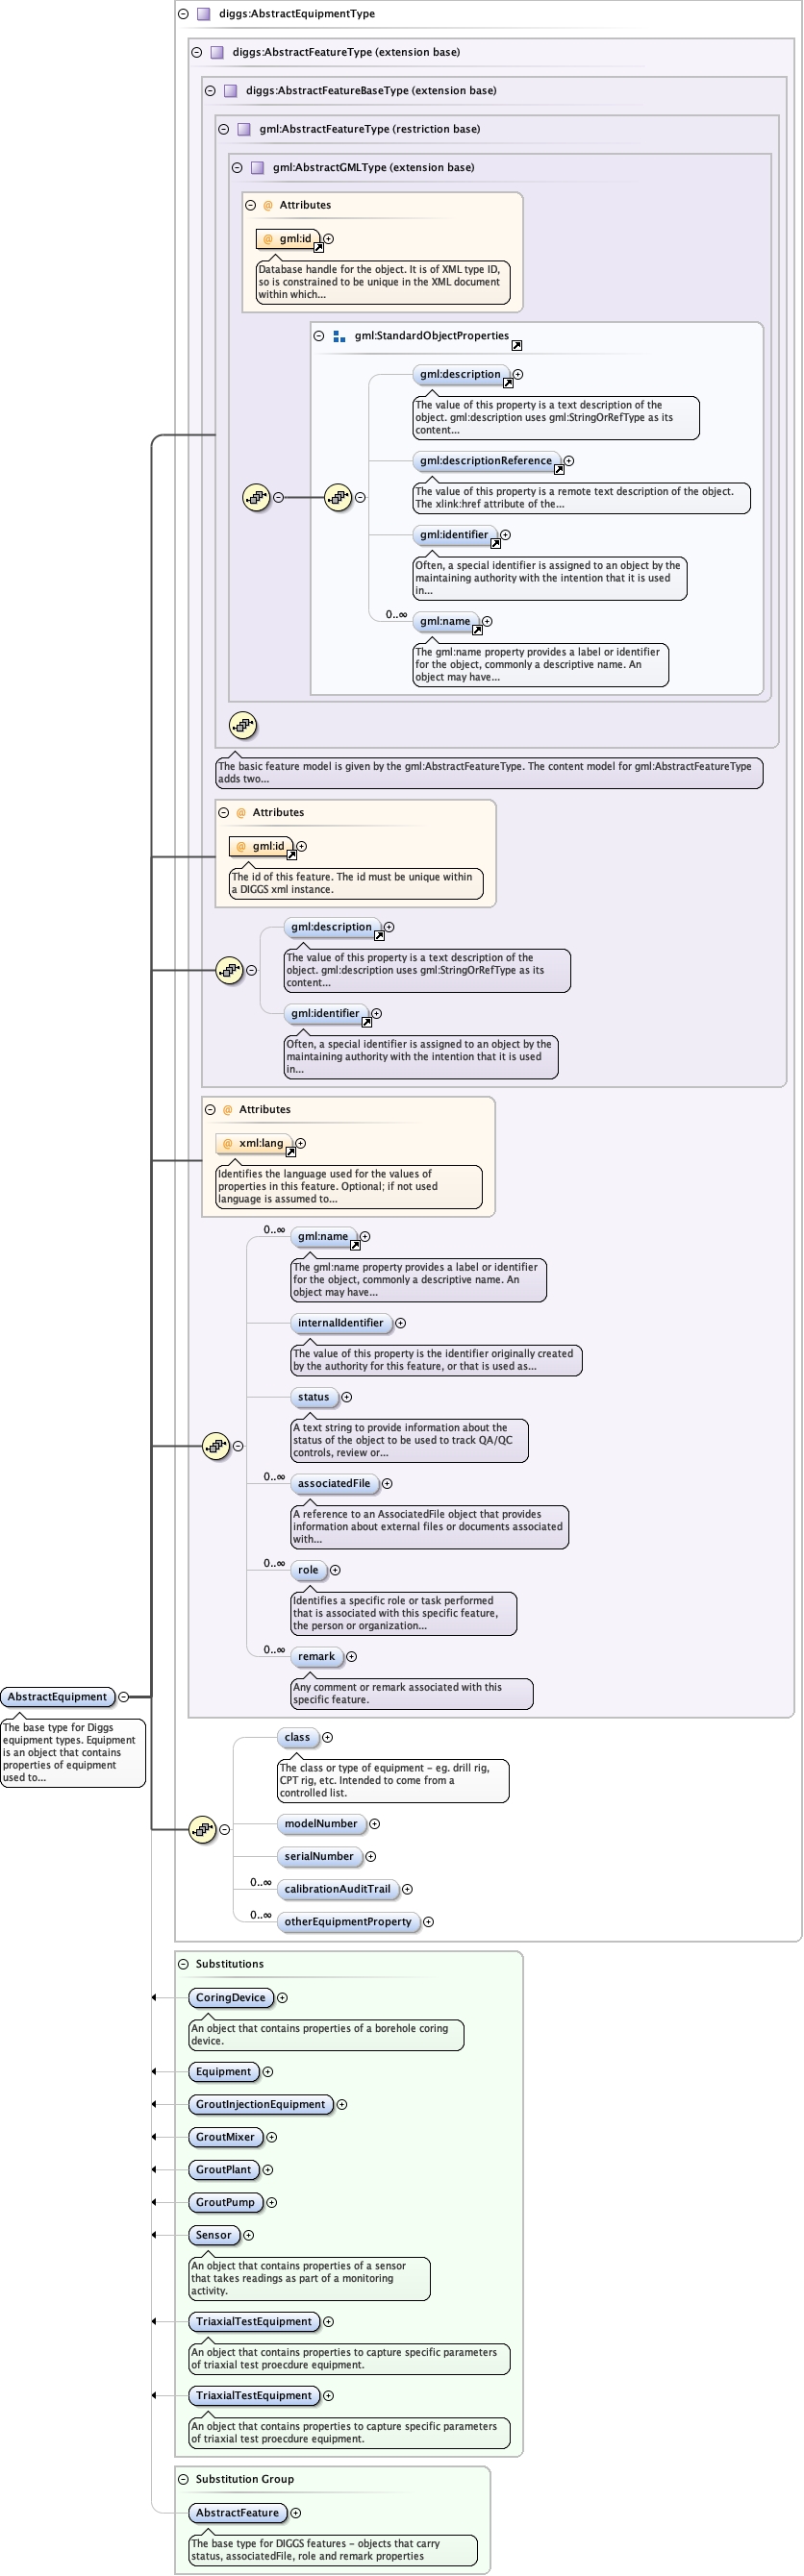 diggs:AbstractEquipmentType
diggs:AbstractFeatureType (extension base)
diggs:AbstractFeatureBaseType (extension base)
gml:AbstractFeatureType (restriction base)
gml:AbstractGMLType (extension base)
@ Attributes
@ gml:id
Database handle for the object. It is of XML type ID,
so is constrained to be unique in the XML document
within which...
gml:StandardObjectProperties
gml:description
The value of this property is a text description of the
object. gml:description uses gml:StringOrRefType as its
content...
gml:descriptionReference
The value of this property is a remote text description of the object.
The xlink:href attribute of the...
gml:identifier
Often, a special identifier is assigned to an object by the
maintaining authority with the intention that it is used
in...
0..∞
gml:name
The gml:name property provides a label or identifier
for the object, commonly a descriptive name. An
object may have...
The basic feature model is given by the gml:AbstractFeatureType. The content model for gml:AbstractFeatureType
adds two...
@ Attributes
@ gml:id
The id of this feature. The id must be unique within
a DIGGS xml instance.
gml:description
The value of this property is a text description of the
object. gml:description uses gml:StringOrRefType as its
content...
gml:identifier
Often, a special identifier is assigned to an object by the
maintaining authority with the intention that it is used
in...
@ Attributes
@ xml:lang
Identifies the language used for the values of
properties in this feature. Optional; if not used
language is assumed to...
0..∞
gml:name
The gml:name property provides a label or identifier
for the object, commonly a descriptive name. An
object may have...
internalIdentifier
The value of this property is the identifier originally created
by the authority for this feature, or that is used as...
status
A text string to provide information about the
status of the object to be used to track QA/QC
controls, review or...
0..∞
associatedFile
A reference to an AssociatedFile object that provides
information about external files or documents associated
with...
0..∞
role
Identifies a specific role or task performed
that is associated with this specific feature,
the person or organization...
0..∞
remark
Any comment or remark associated with this
specific feature.
AbstractEquipment
The base type for Diggs
equipment types. Equipment
is an object that contains
properties of equipment
used to...
class
The class or type of equipment - eg. drill rig,
CPT rig, etc. Intended to come from a
controlled list.
modelNumber
serialNumber
0..∞
calibrationAuditTrail
0..∞
otherEquipmentProperty
Substitutions
CoringDevice
An object that contains properties of a borehole coring
device.
Equipment
GroutInjectionEquipment
GroutMixer
GroutPlant
GroutPump
Sensor
An object that contains properties of a sensor
that takes readings as part of a monitoring
activity.
TriaxialTestEquipment
An object that contains properties to capture specific parameters
of triaxial test proecdure equipment.
TriaxialTestEquipment
An object that contains properties to capture specific parameters
of triaxial test proecdure equipment.
Substitution Group
AbstractFeature
The base type for DIGGS features - objects that carry
status, associatedFile, role and remark properties